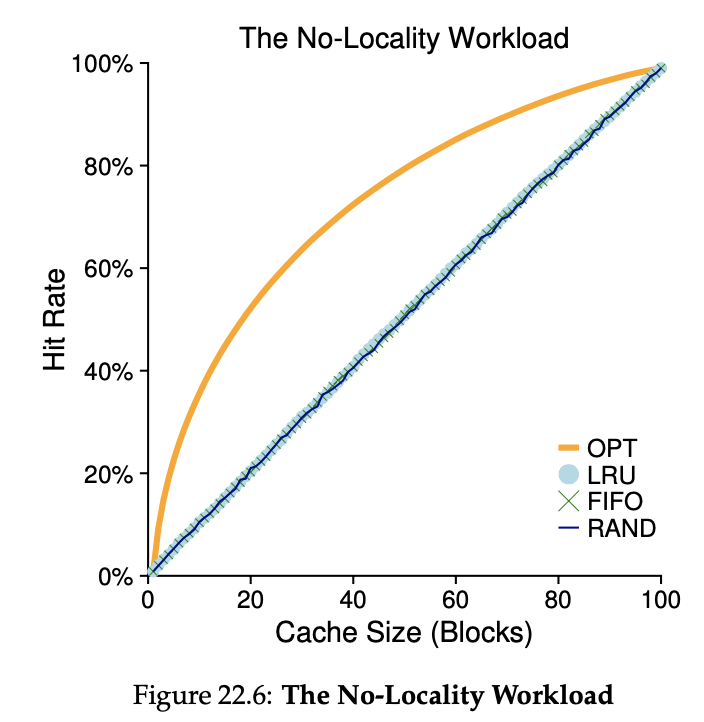 The No-Locality Workload
100%
80%
60%
40%
20%
0%
Hit Rate
OPT
LRU
FIFO
RAND
0 20 40 60 80 100
Cache Size (Blocks)
Figure 22.6: The No-Locality Workload